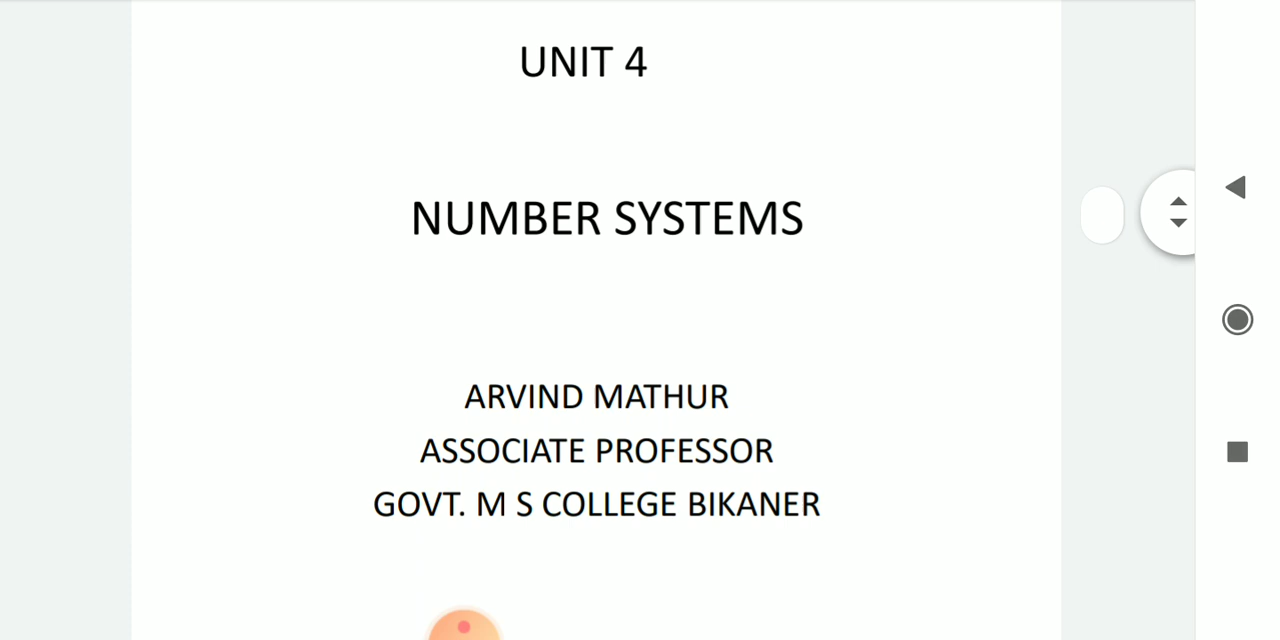 UNIT 4
NUMBER SYSTEMS
ARVIND MATHUR
ASSOCIATE PROFESSOR
GOVT. M S COLLEGE BIKANER